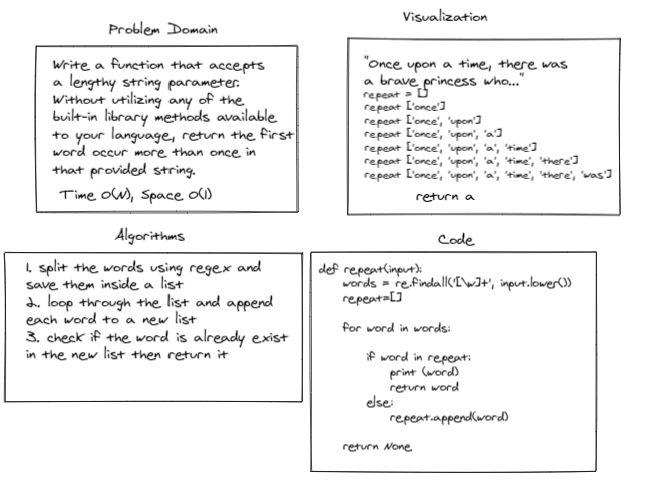 Problem Domain
Write a function that accepts
a lengthy string parameter.
Without utilizing any of the
built-in library methods available
to your language, return the first
word occur more than once in
that provided string.
Time O(N), Space O(1)
Visualization
"Once upon a time, there was
a brave princess who..."
repeat = []
repeat ['once']
repeat ['once', 'upon']
repeat ['once', 'upon', 'a']
repeat ['once', 'upon', 'a', 'time']
repeat ['once', 'upon', 'a', 'time', 'there']
repeat ['once', 'upon', 'a', 'time', 'there', 'was']
return a
Algorithms
1. split the words using regex and
save them inside a list
2. loop through the list and append
each word to a new list
3. check if the word is already exist
in the new list then return it
Code
def repeat(input):
words = re.findall('[\w]+', input.lower())
repeat=[]
for word in words:
if word in repeat:
print (word)
return word
else:
repeat.append(word)
return None